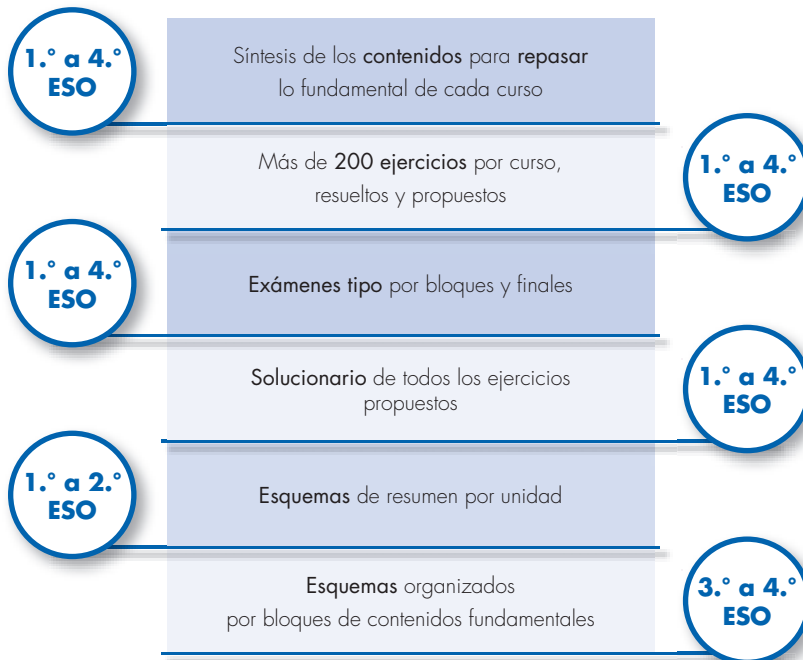 1.º a 4.º
ESO
Síntesis de los contenidos para repasar
lo fundamental de cada curso
Más de 200 ejercicios por curso,
resueltos y propuestos
1.º a 4.º
ESO
1.º a 4.º
ESO
Exámenes tipo por bloques y finales
Solucionario de todos los ejercicios
propuestos
1.º a 4.º
ESO
1.º a 2.º
ESO
Esquemas de resumen por unidad
Esquemas organizados
por bloques de contenidos fundamentales
3.º a 4.º
ESO